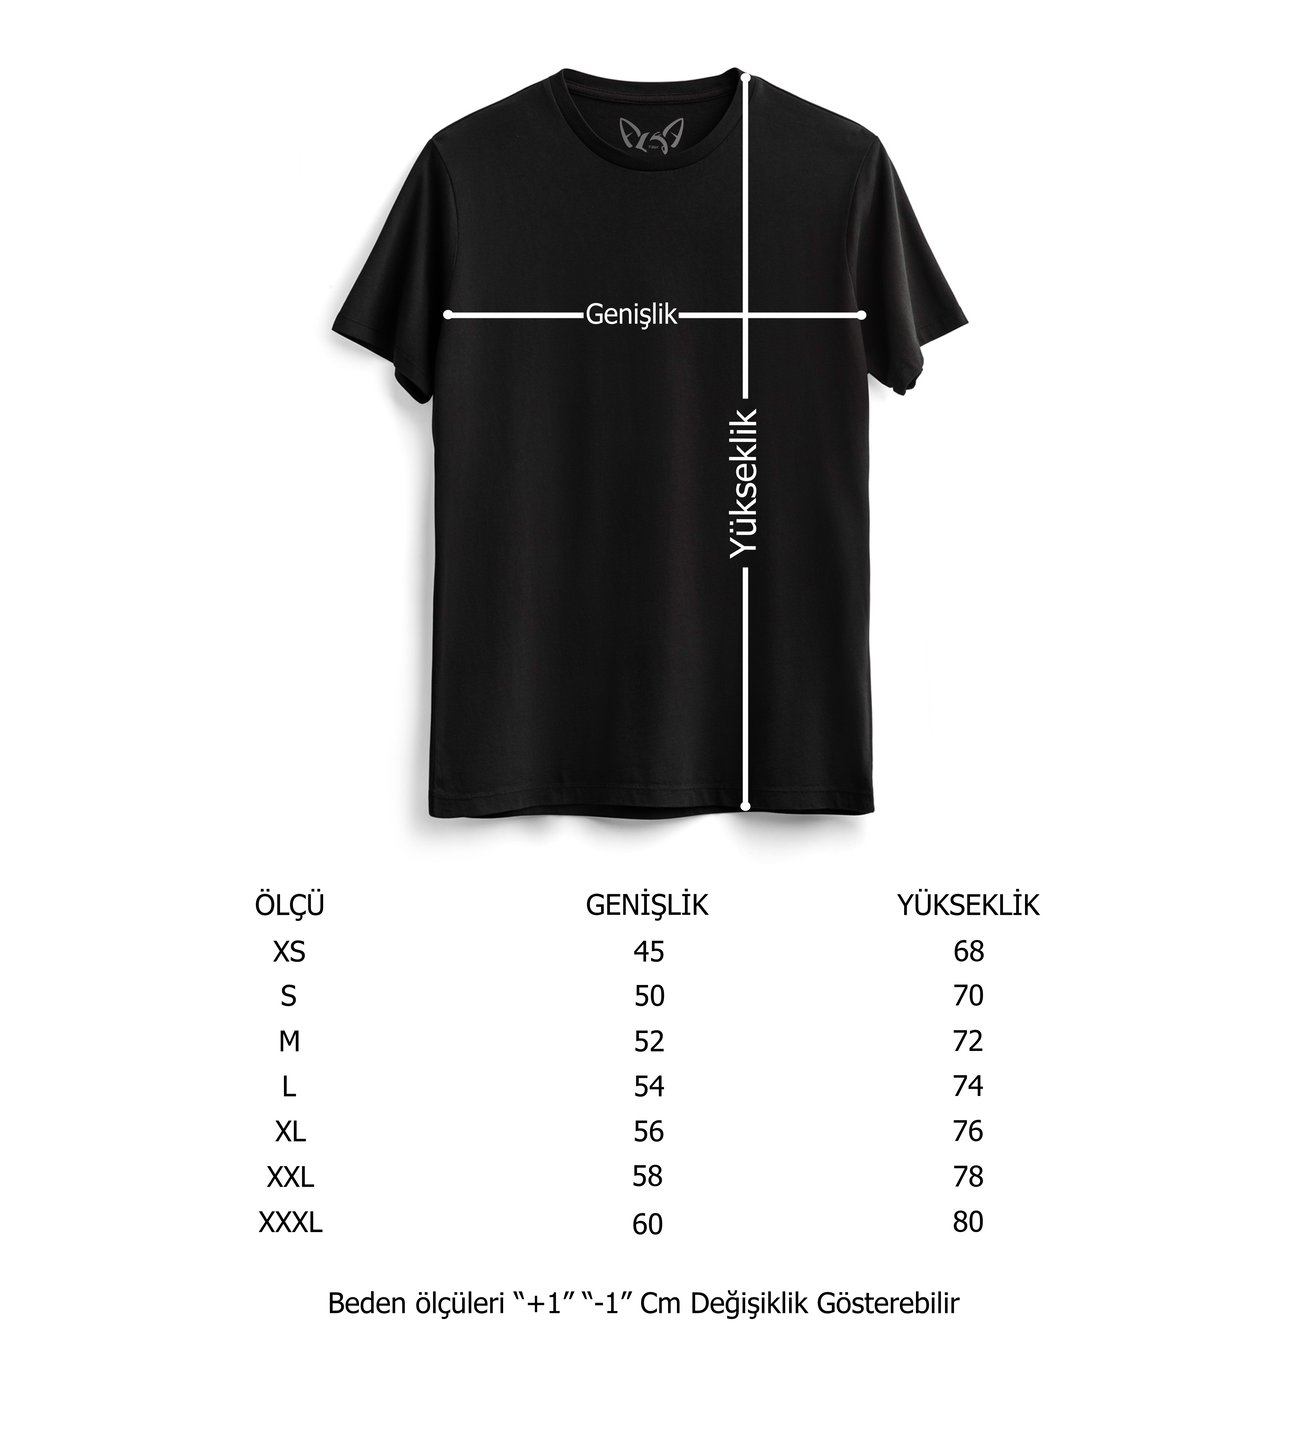 Genişlik
Yükseklik
ÖLÇÜ GENİŞLİK YÜKSEKLİK
XS 45 68
S 50 70
M 52 72
L 54 74
XL 56 76
XXL 58 78
XXXL 60 80
Beden ölçüleri “+1” “-1” Cm Değişiklik Gösterebilir